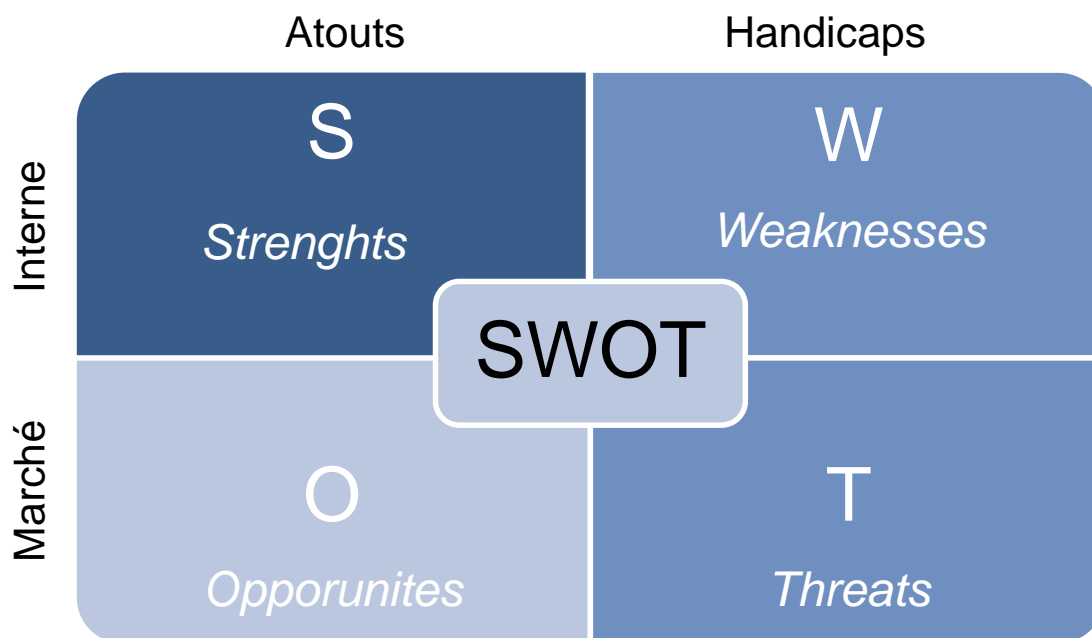 Atouts
Handicaps
Interne
S
W
Strenghts
Weaknesses
SWOT
Marché
O
T
Opporunites
Threats